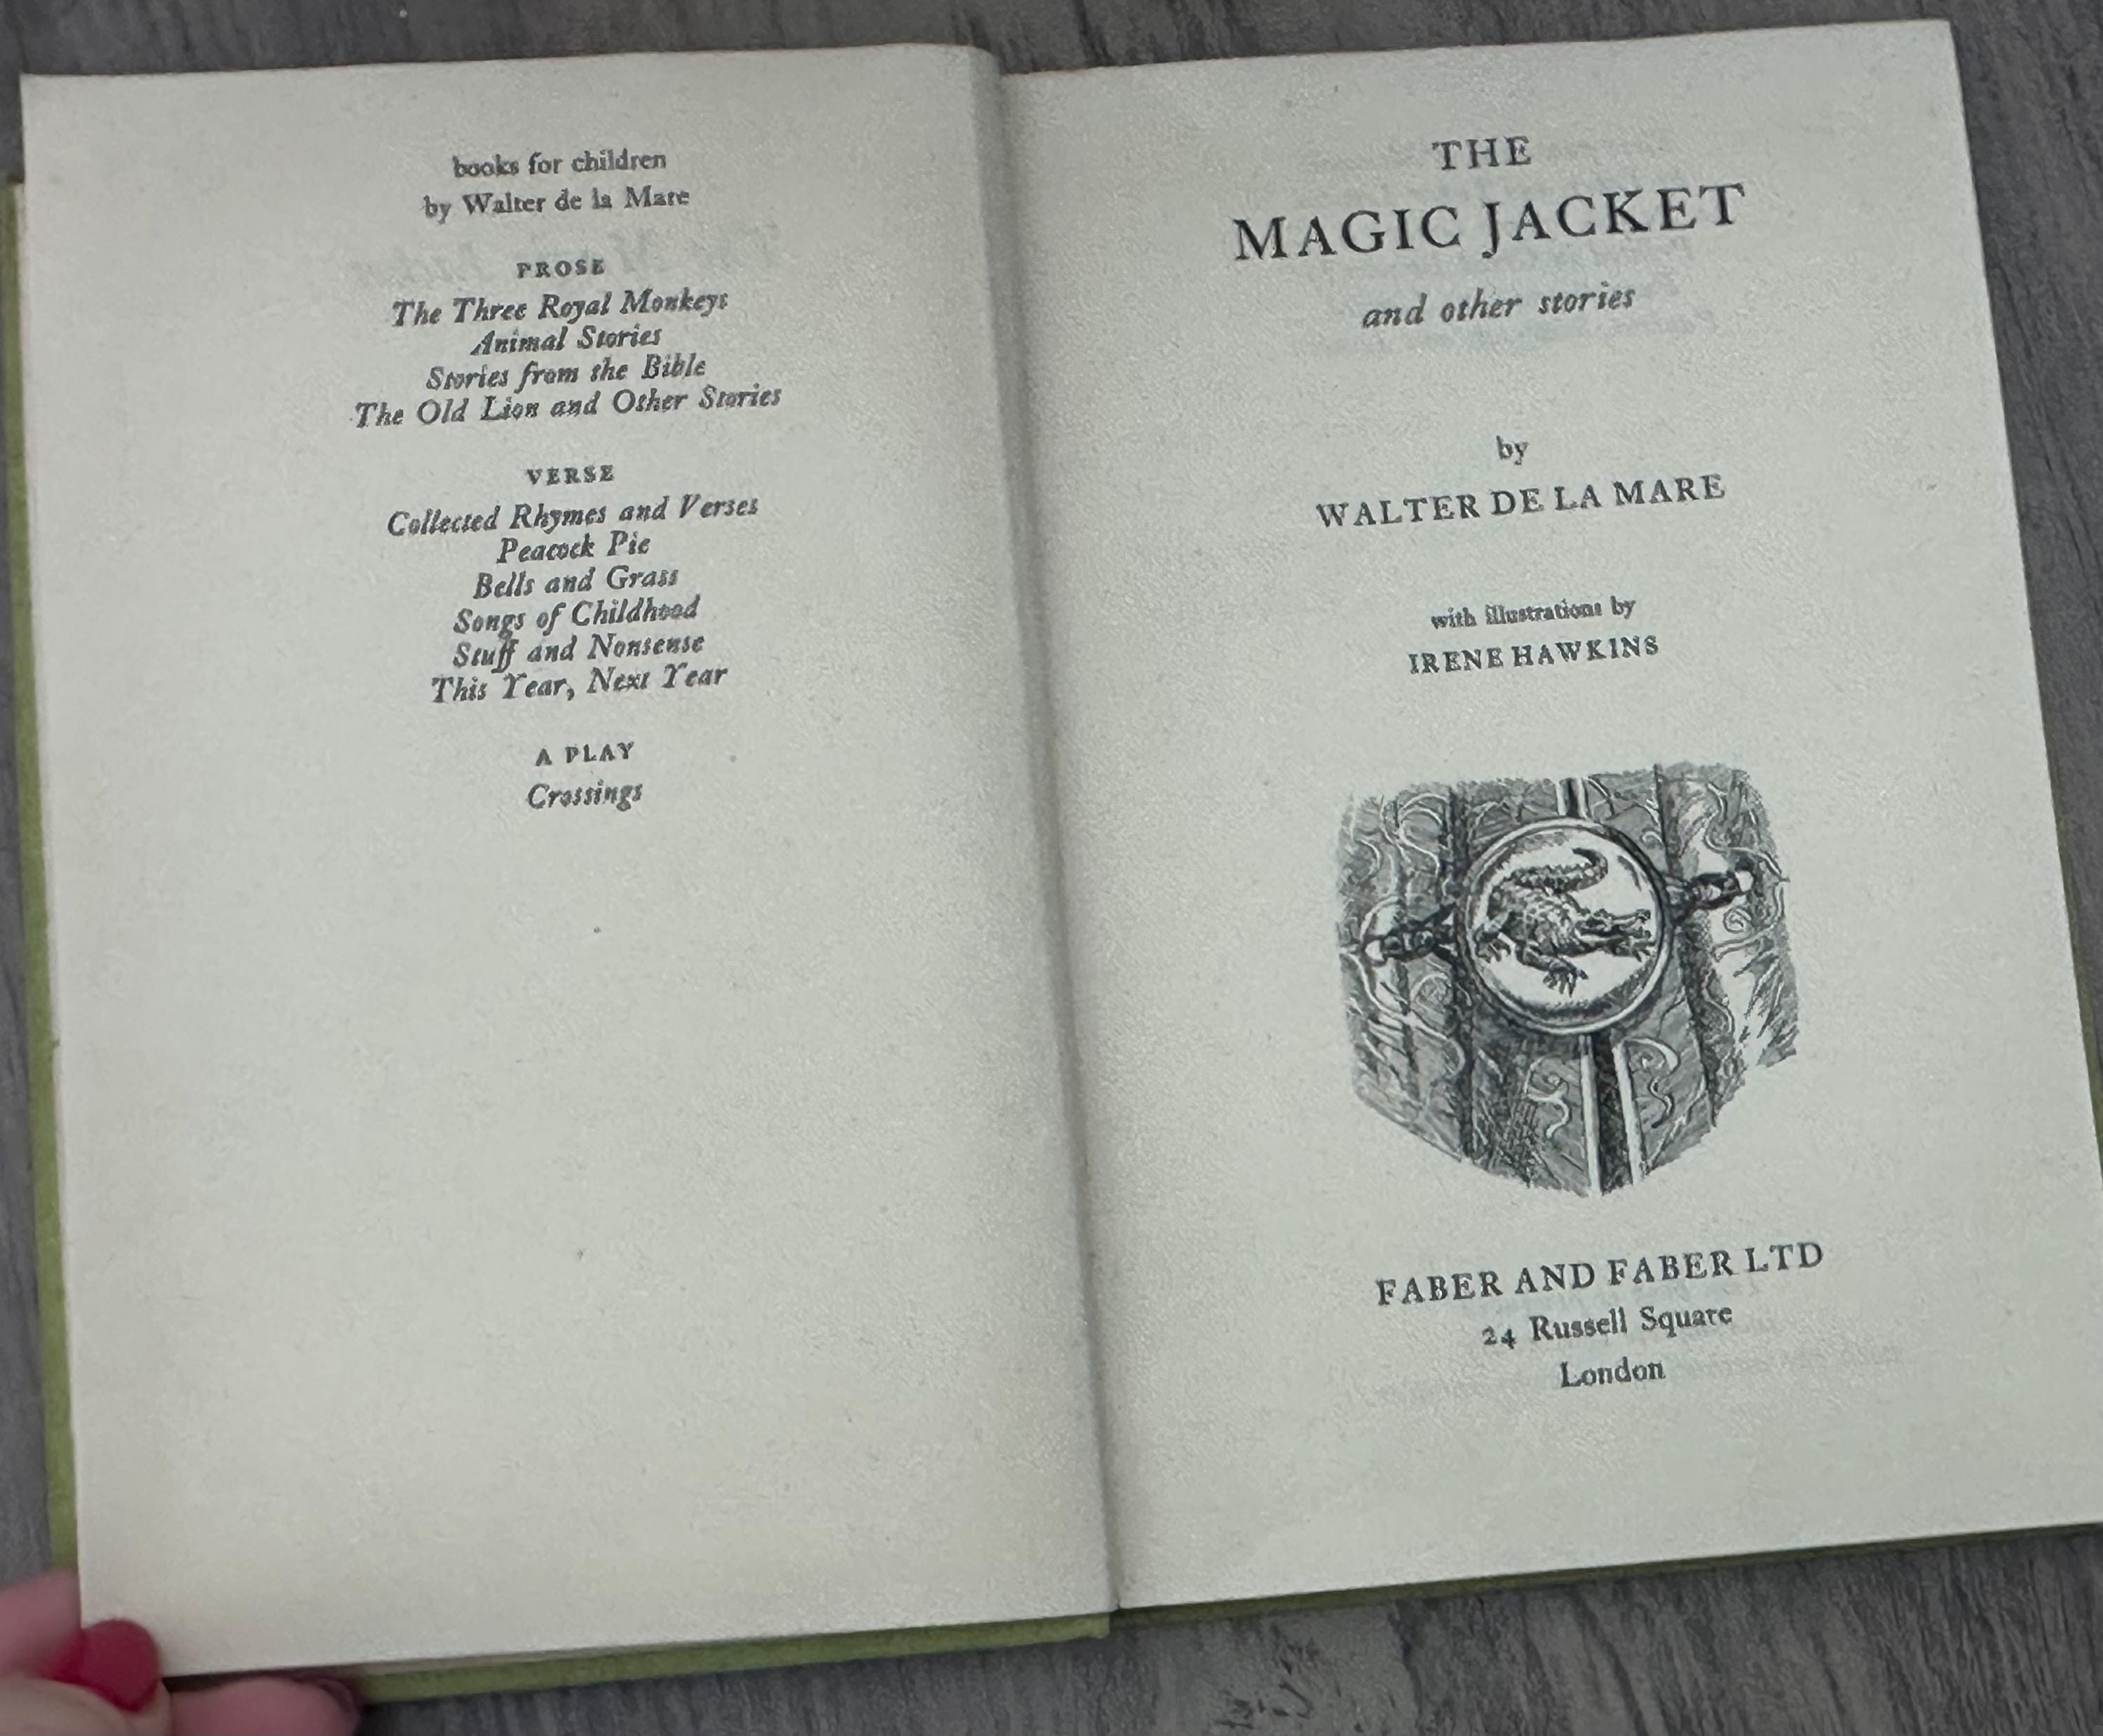 books for children
by Walter de la Mare
PROSE
The Three Royal Monkeys
Animal Stories
Stories from the Bible
The Old Lion and Other Stories
VERSE
Collected Rhymes and Verses
Peacock Pie
Bells and Grass
Songs of Childhood
Stuff and Nonsense
This Year, Next Year
A PLAY
Crossings
THE
MAGIC JACKET
and other stories
by
WALTER DE LA MARE
with illustrations by
IRENE HAWKINS
FABER AND FABER LTD
24 Russell Square
London